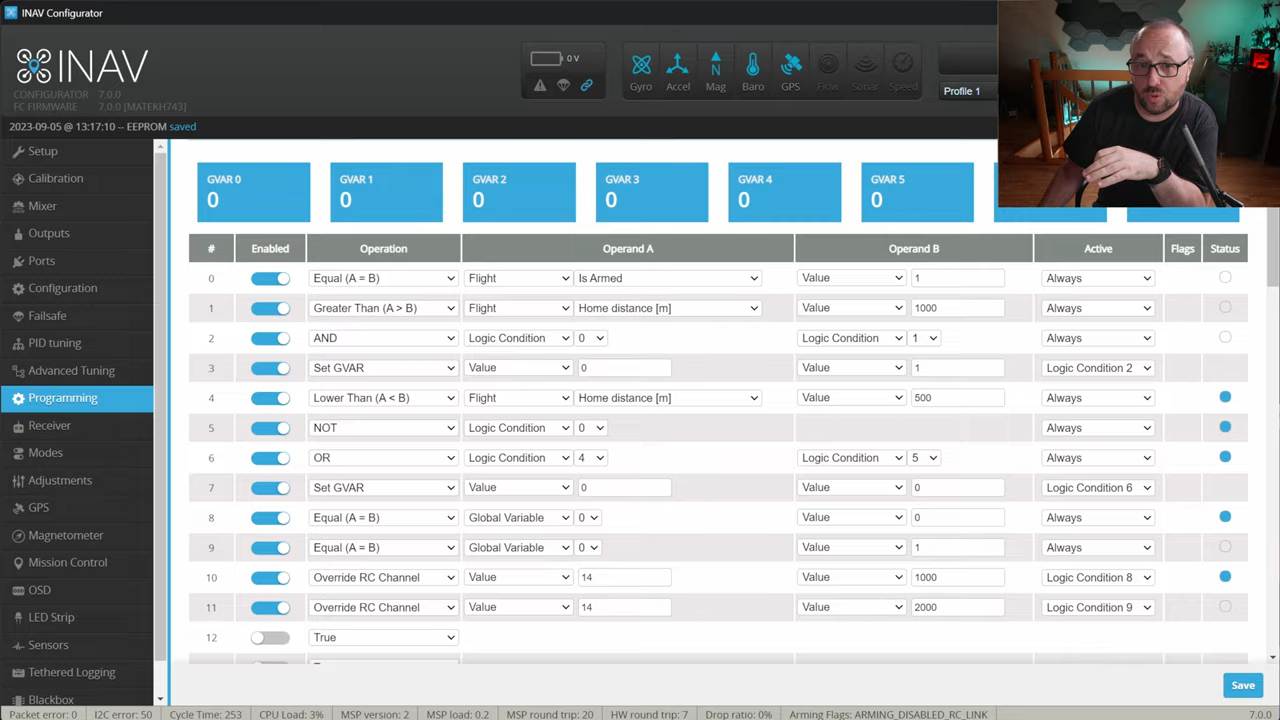 INAV Configurator
INAV
CONFIGURATOR 7.0.0
FC FIRMWARE 7.0.0 [MATEKH743]
0 V
Gyro Accel Mag Baro GPS Flow Sonar Speed
Profile 1
2023-09-05 @ 13:17:10 -- EEPROM saved
Setup
Calibration
Mixer
Outputs
Ports
Configuration
Failsafe
PID tuning
Advanced Tuning
Programming
Receiver
Modes
Adjustments
GPS
Magnetometer
Mission Control
OSD
LED Strip
Sensors
Tethered Logging
Blackbox
GVAR 0 GVAR 1 GVAR 2 GVAR 3 GVAR 4 GVAR 5
0 0 0 0 0 0
# Enabled Operation Operand A Operand B Active Flags Status
0 Equal (A = B) Flight Is Armed Value 1 Always
1 Greater Than (A > B) Flight Home distance [m] Value 1000 Always
2 AND Logic Condition 0 Logic Condition 1 Always
3 Set GVAR Value 0 Value 1 Logic Condition 2
4 Lower Than (A < B) Flight Home distance [m] Value 500 Always
5 NOT Logic Condition 0 Always
6 OR Logic Condition 4 Logic Condition 5 Always
7 Set GVAR Value 0 Value 0 Logic Condition 6
8 Equal (A = B) Global Variable 0 Value 0 Always
9 Equal (A = B) Global Variable 0 Value 1 Always
10 Override RC Channel Value 14 Value 1000 Logic Condition 8
11 Override RC Channel Value 14 Value 2000 Logic Condition 9
12 True
Save
Packet error: 0 I2C error: 50 Cycle Time: 253 CPU Load: 3% MSP version: 2 MSP load: 0.2 MSP round trip: 20 HW round trip: 7 Drop ratio: 0% Arming Flags: ARMING_DISABLED_RC_LINK 7.0.0